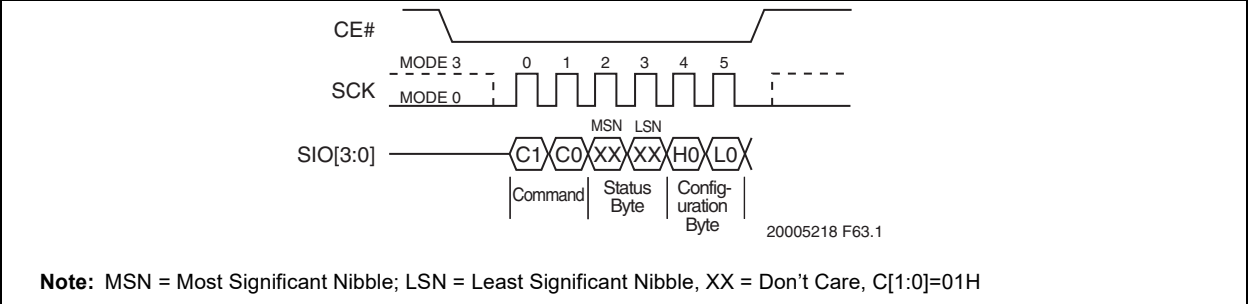 CE#
MODE 3
0 1 2 3 4 5
SCK
MODE 0
MSN LSN
SIO[3:0]
C1 C0 XX XX H0 L0
Command
Status
Byte
Config-
uration
Byte
20005218 F63.1
Note: MSN = Most Significant Nibble; LSN = Least Significant Nibble, XX = Don't Care, C[1:0]=01H